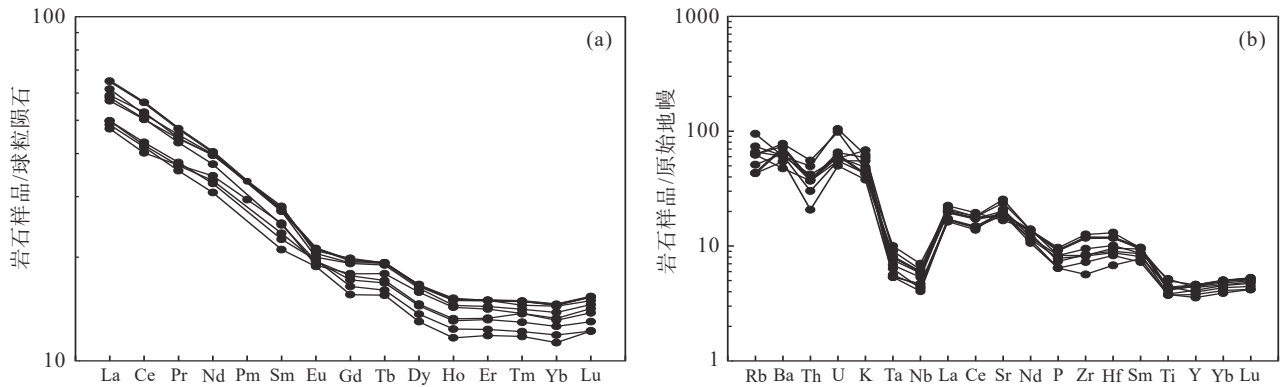 100
10
岩石样品/球粒陨石
(a)
La Ce Pr Nd Pm Sm Eu Gd Tb Dy Ho Er Tm Yb Lu
1000
100
10
1
岩石样品/原始地幔
(b)
Rb Ba Th U K Ta Nb La Ce Sr Nd P Zr Hf Sm Ti Y Yb Lu